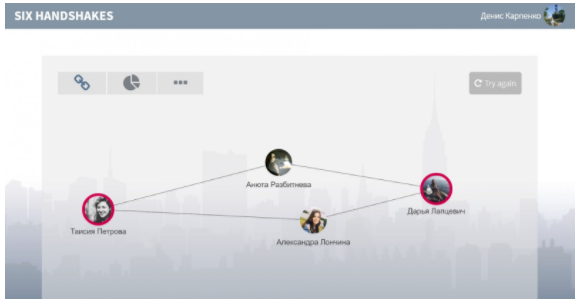 SIX HANDSHAKES
Денис Карпенко
Try again
Анюта Разбитнева
Дарья Лапцевич
Таисия Петрова
Александра Лончина